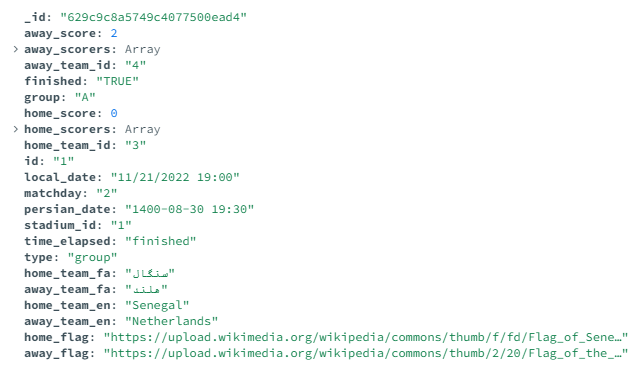 _id: "629c9c8a5749c4077500ead4"
away_score: 2
> away_scorers: Array
away_team_id: "4"
finished: "TRUE"
group: "A"
home_score: 0
> home_scorers: Array
home_team_id: "3"
id: "1"
local_date: "11/21/2022 19:00"
matchday: "2"
persian_date: "1400-08-30 19:30"
stadium_id: "1"
time_elapsed: "finished"
type: "group"
home_team_fa: "سنگال"
away_team_fa: "هلند"
home_team_en: "Senegal"
away_team_en: "Netherlands"
home_flag: "https://upload.wikimedia.org/wikipedia/commons/thumb/f/fd/Flag_of_Sene…"
away_flag: "https://upload.wikimedia.org/wikipedia/commons/thumb/2/20/Flag_of_the_…"